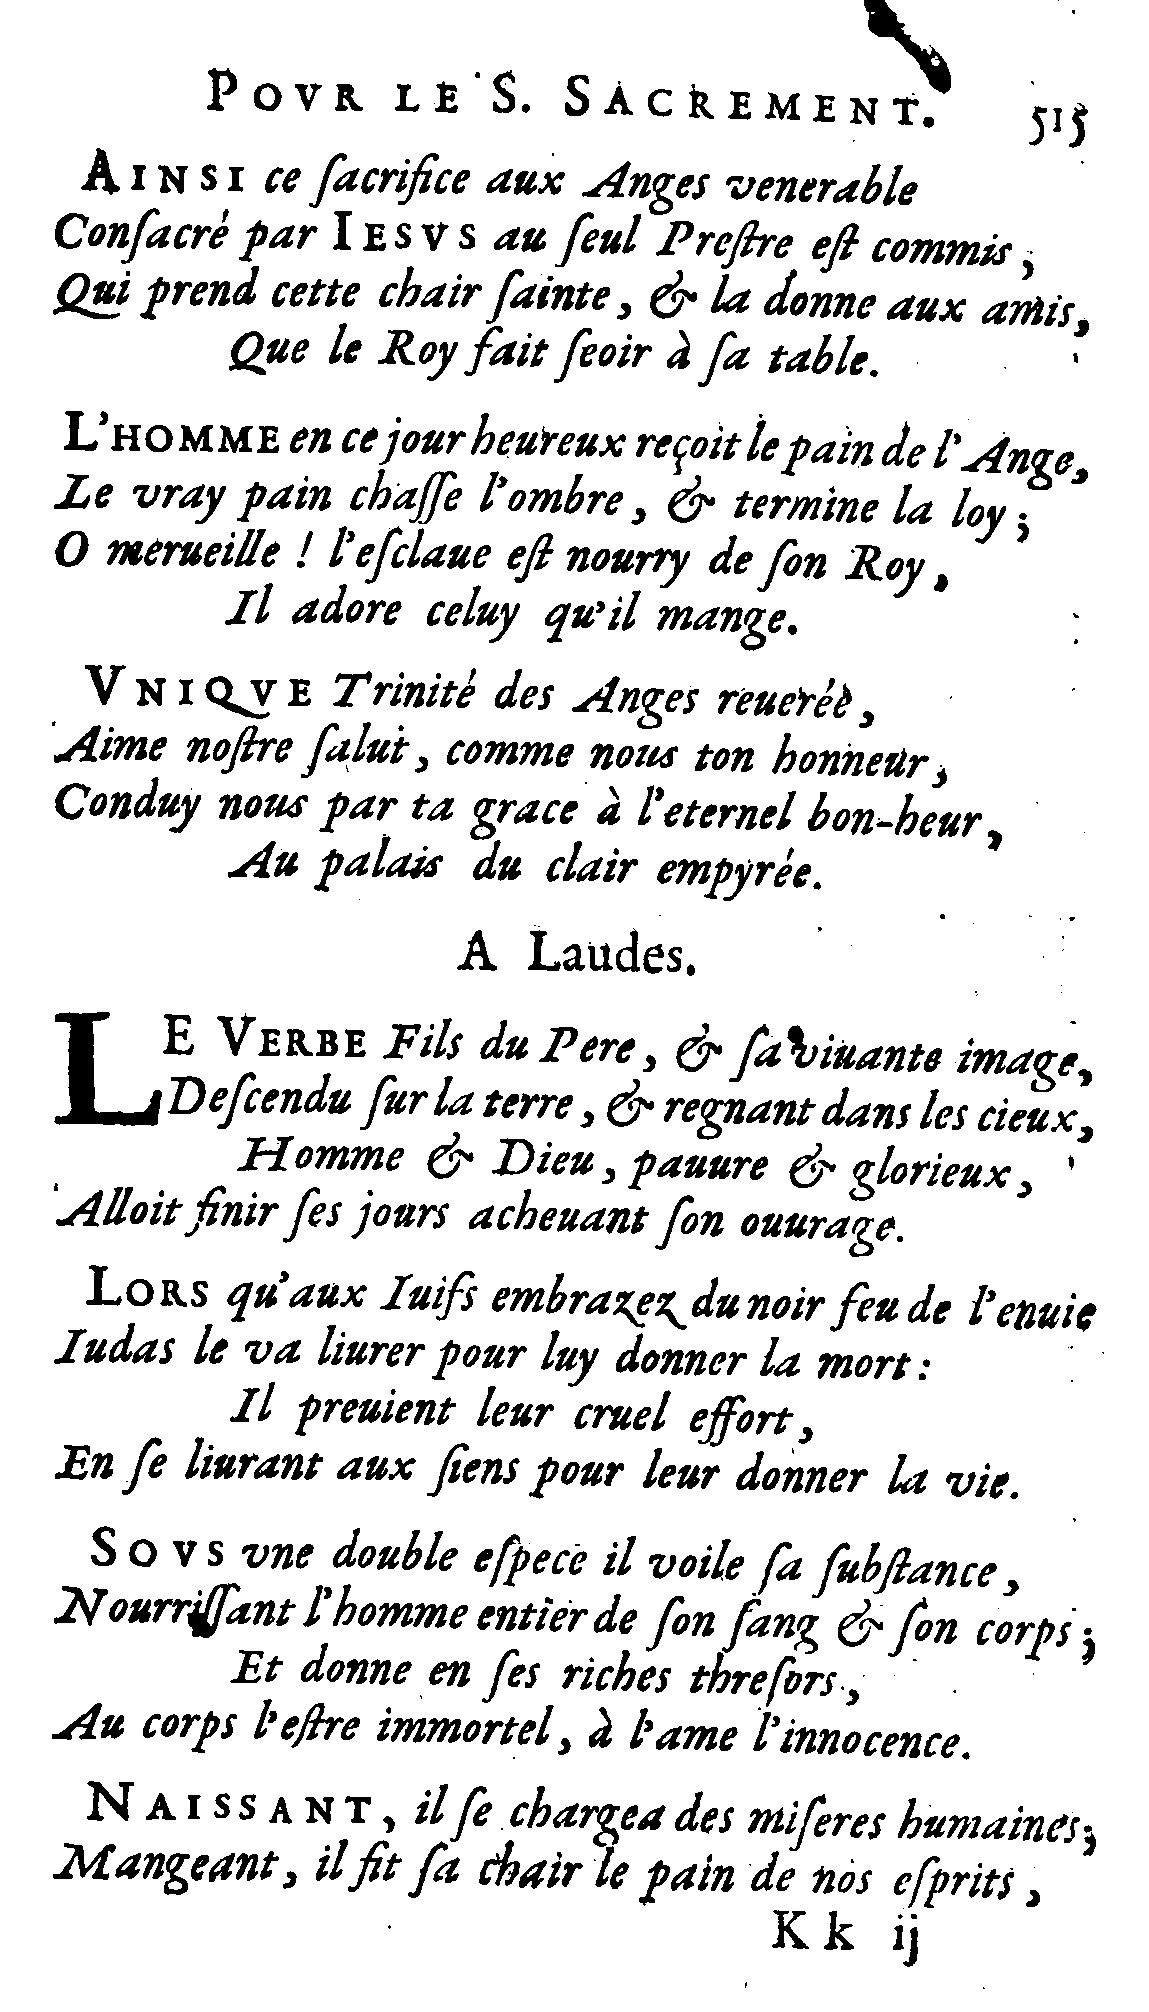 POVR LE S. SACREMENT. 515
AINSI ce ſacrifice aux Anges venerable
Conſacré par IESVS au ſeul Preſtre eſt commis,
Qui prend cette chair ſainte, & la donne aux amis,
Que le Roy fait ſeoir à ſa table.
L'HOMME en ce jour heureux reçoit le pain de l'Ange,
Le vray pain chaſſe l'ombre, & termine la loy;
O merueille ! l'eſclaue eſt nourry de ſon Roy,
Il adore celuy qu'il mange.
VNIQVE Trinité des Anges reuerée,
Aime noſtre ſalut, comme nous ton honneur,
Conduy nous par ta grace à l'eternel bon-heur,
Au palais du clair empyrée.
A Laudes.
LE VERBE Fils du Pere, & ſa viuante image,
Deſcendu ſur la terre, & regnant dans les cieux,
Homme & Dieu, pauure & glorieux,
Alloit finir ſes jours acheuant ſon ouurage.
LORS qu'aux Iuifs embrazez du noir feu de l'enuie
Iudas le va liurer pour luy donner la mort:
Il preuient leur cruel effort,
En ſe liurant aux ſiens pour leur donner la vie.
SOVS vne double eſpece il voile ſa ſubſtance,
Nourriſſant l'homme entier de ſon ſang & ſon corps;
Et donne en ſes riches threſors,
Au corps l'eſtre immortel, à l'ame l'innocence.
NAISSANT, il ſe chargea des miſeres humaines;
Mangeant, il fit ſa chair le pain de nos eſprits,
K k ij